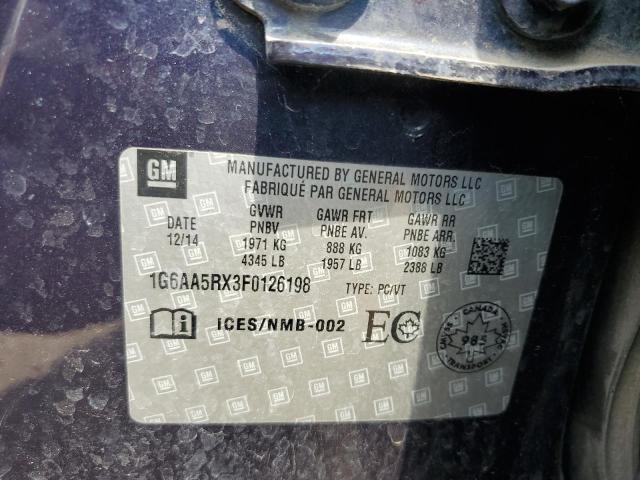 GM
MANUFACTURED BY GENERAL MOTORS LLC
FABRIQUÉ PAR GENERAL MOTORS LLC
DATE
12/14
GVWR
PNBV
1971 KG
4345 LB
GAWR FRT
PNBE AV.
888 KG
1957 LB
GAWR RR
PNBE ARR.
1083 KG
2388 LB
1G6AA5RX3F0126198
TYPE: PC/VT
ICES/NMB-002
EC
CANADA
985
TRANSPORT